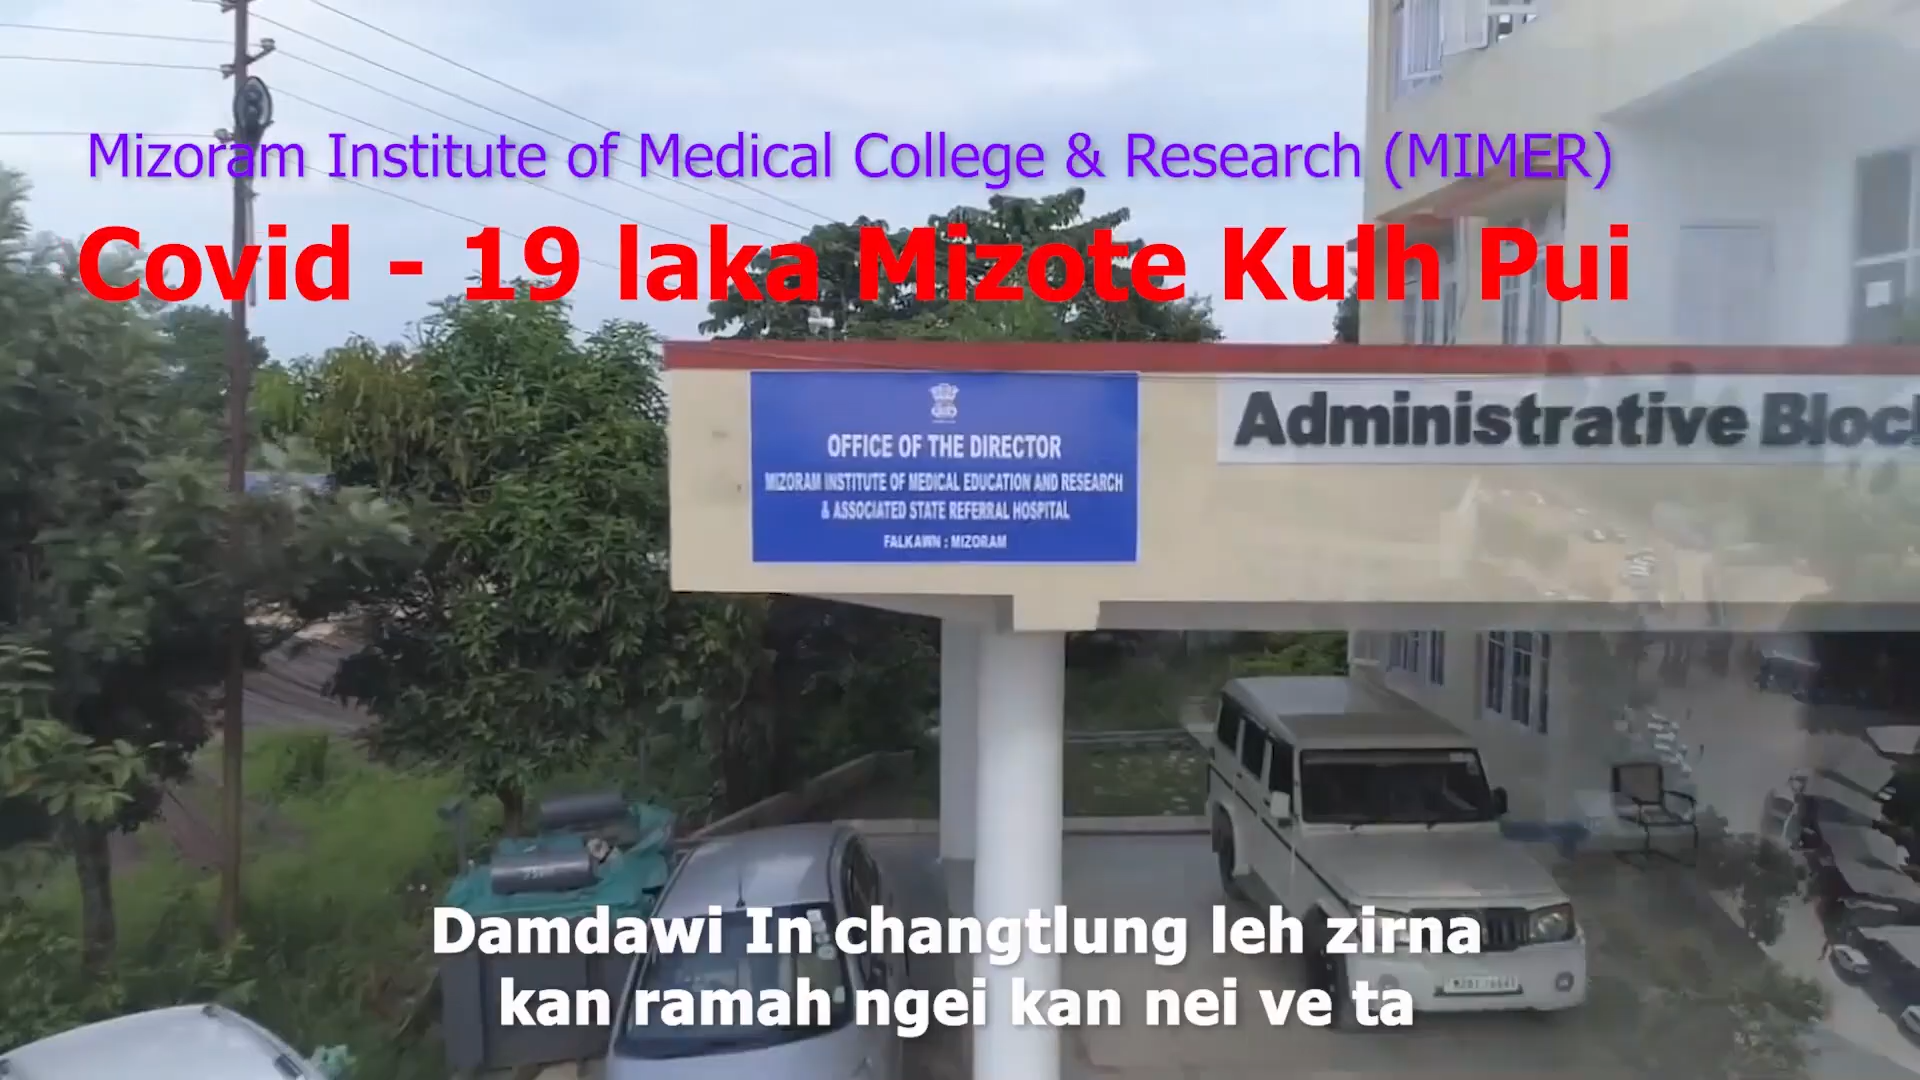 Mizoram Institute of Medical College & Research (MIMER)
Covid - 19 laka Mizote Kulh Pui
OFFICE OF THE DIRECTOR
MIZORAM INSTITUTE OF MEDICAL EDUCATION AND RESEARCH
& ASSOCIATED STATE REFERRAL HOSPITAL
FALKAWN : MIZORAM
Administrative Block
Damdawi In changtlung leh zirna
kan ramah ngei kan nei ve ta